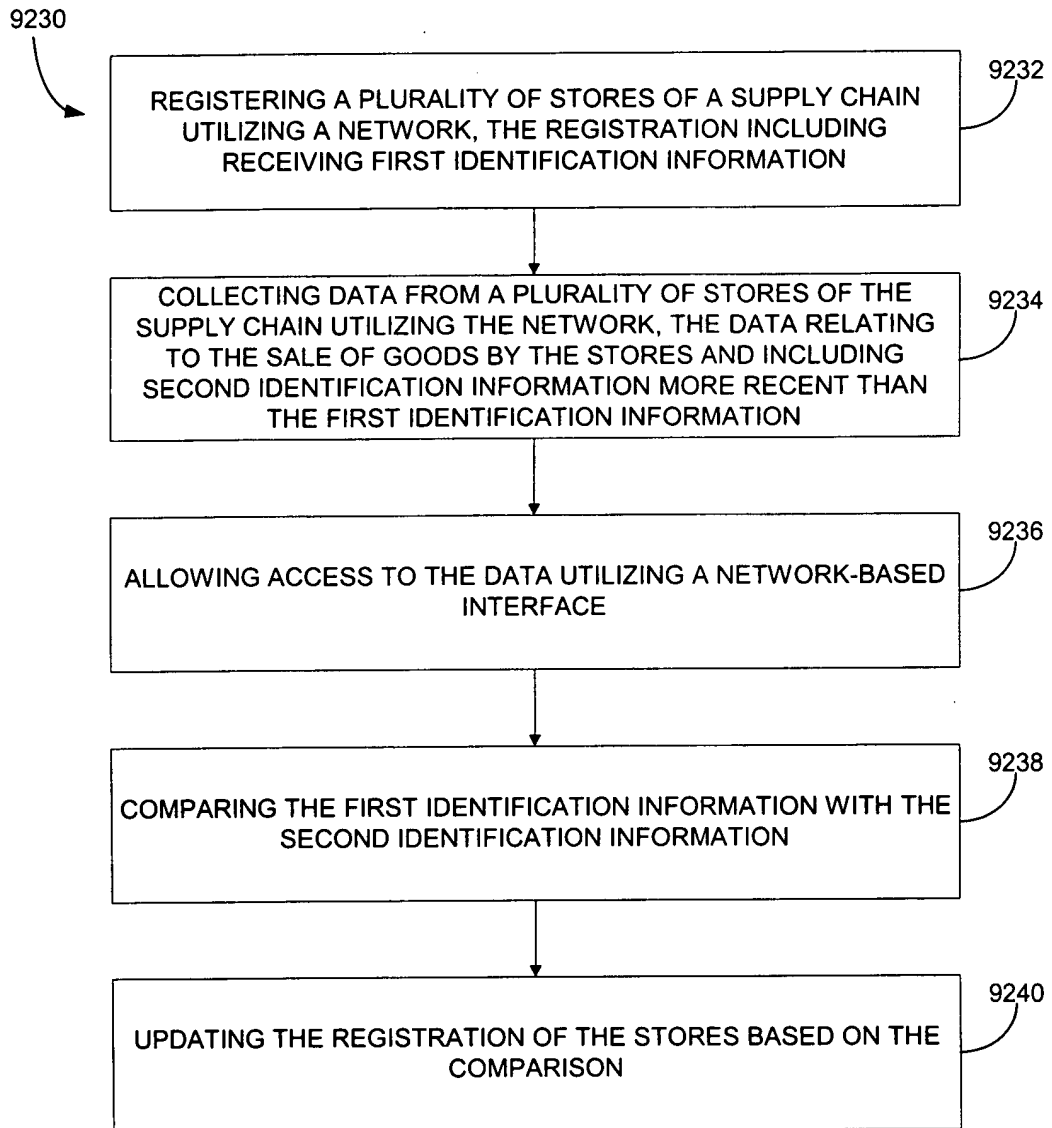 9230
9232
REGISTERING A PLURALITY OF STORES OF A SUPPLY CHAIN
UTILIZING A NETWORK, THE REGISTRATION INCLUDING
RECEIVING FIRST IDENTIFICATION INFORMATION
9234
COLLECTING DATA FROM A PLURALITY OF STORES OF THE
SUPPLY CHAIN UTILIZING THE NETWORK, THE DATA RELATING
TO THE SALE OF GOODS BY THE STORES AND INCLUDING
SECOND IDENTIFICATION INFORMATION MORE RECENT THAN
THE FIRST IDENTIFICATION INFORMATION
9236
ALLOWING ACCESS TO THE DATA UTILIZING A NETWORK-BASED
INTERFACE
9238
COMPARING THE FIRST IDENTIFICATION INFORMATION WITH THE
SECOND IDENTIFICATION INFORMATION
9240
UPDATING THE REGISTRATION OF THE STORES BASED ON THE
COMPARISON